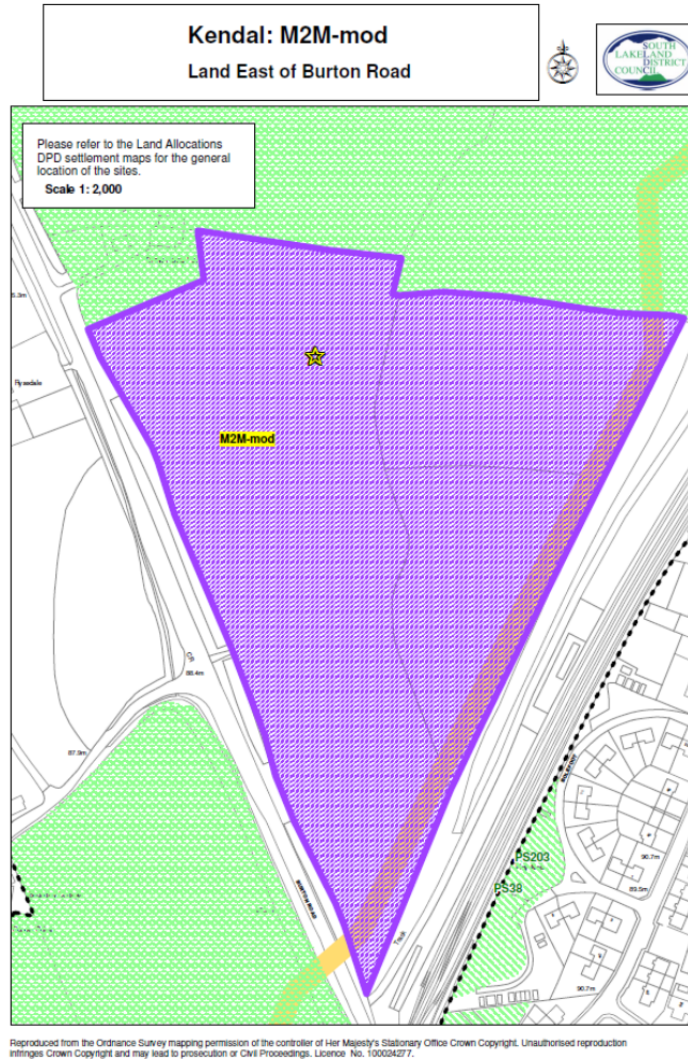 Kendal: M2M-mod
Land East of Burton Road
SOUTH
LAKELAND
DISTRICT
COUNCIL
Please refer to the Land Allocations
DPD settlement maps for the general
location of the sites.
Scale 1: 2,000
M2M-mod
CR
88.4m
87.9m
BURTON ROAD
Track
PS203
PS38
90.7m
89.5m
90.7m
Reproduced from the Ordnance Survey mapping permission of the controller of Her Majesty's Stationary Office Crown Copyright. Unauthorised reproduction
infringes Crown Copyright and may lead to prosecution or Civil Proceedings. Licence No. 100024277.